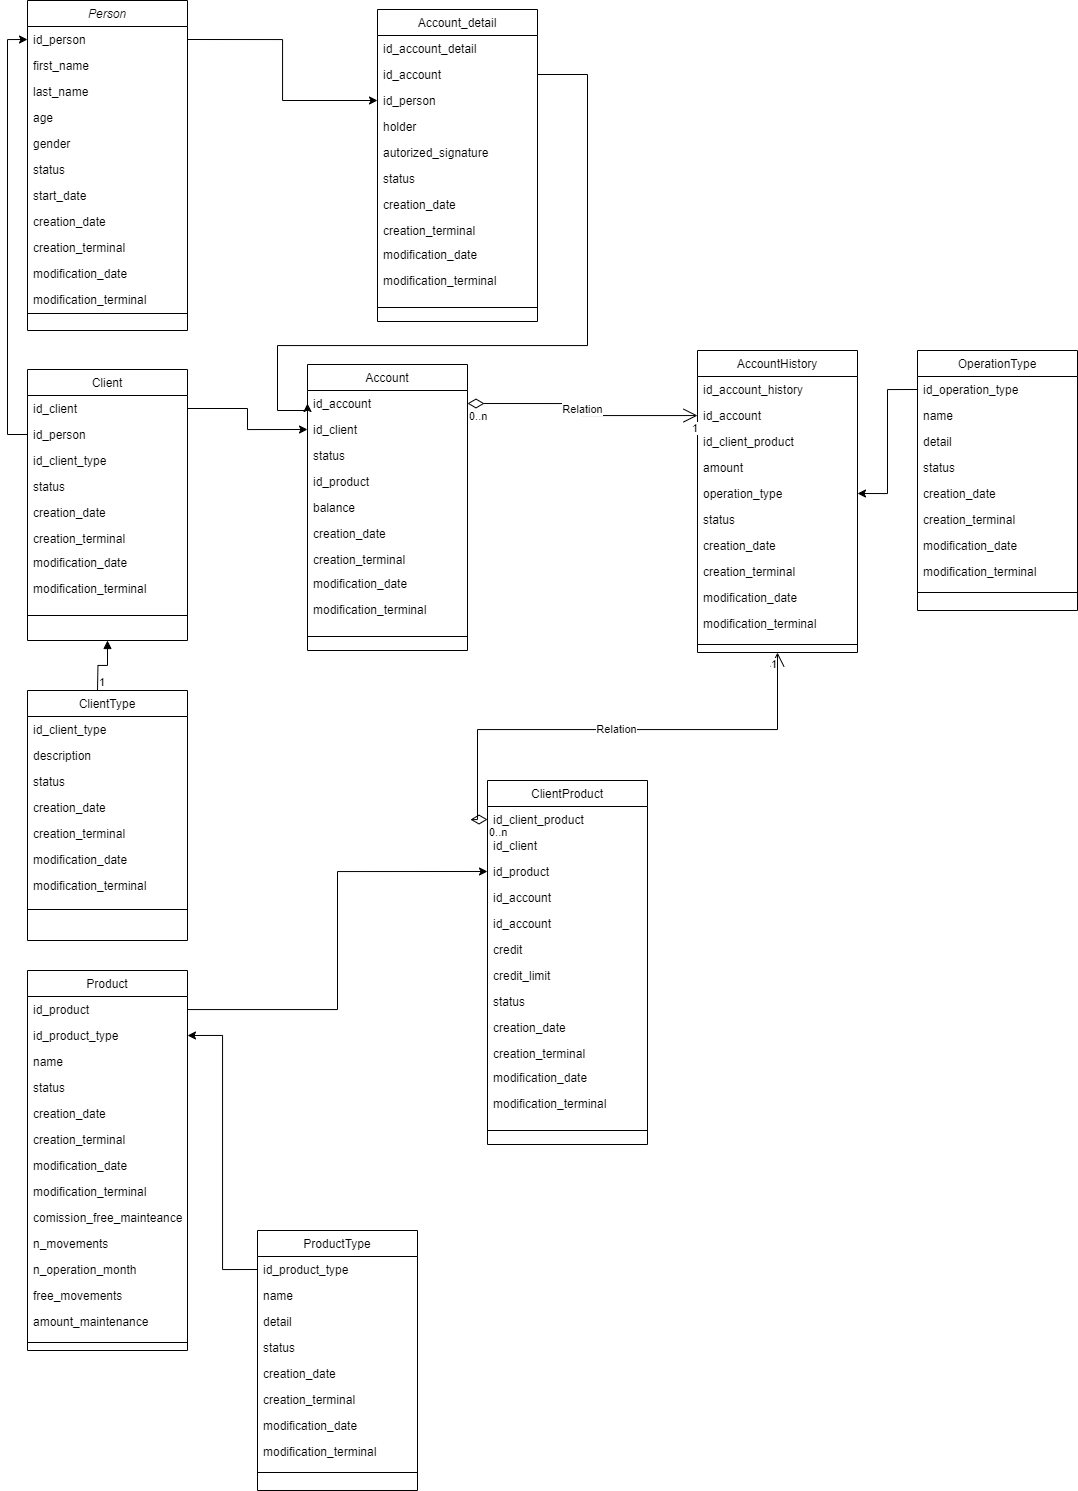 Person
id_person
first_name
last_name
age
gender
status
start_date
creation_date
creation_terminal
modification_date
modification_terminal
Account_detail
id_account_detail
id_account
id_person
holder
autorized_signature
status
creation_date
creation_terminal
modification_date
modification_terminal
Client
id_client
id_person
id_client_type
status
creation_date
creation_terminal
modification_date
modification_terminal
Account
id_account
id_client
status
id_product
balance
creation_date
creation_terminal
modification_date
modification_terminal
0..n
Relation
1
AccountHistory
id_account_history
id_account
id_client_product
amount
operation_type
status
creation_date
creation_terminal
modification_date
modification_terminal
OperationType
id_operation_type
name
detail
status
creation_date
creation_terminal
modification_date
modification_terminal
1
ClientType
id_client_type
description
status
creation_date
creation_terminal
modification_date
modification_terminal
1
Relation
ClientProduct
id_client_product
0..n
id_client
id_product
id_account
id_account
credit
credit_limit
status
creation_date
creation_terminal
modification_date
modification_terminal
Product
id_product
id_product_type
name
status
creation_date
creation_terminal
modification_date
modification_terminal
comission_free_mainteance
n_movements
n_operation_month
free_movements
amount_maintenance
ProductType
id_product_type
name
detail
status
creation_date
creation_terminal
modification_date
modification_terminal